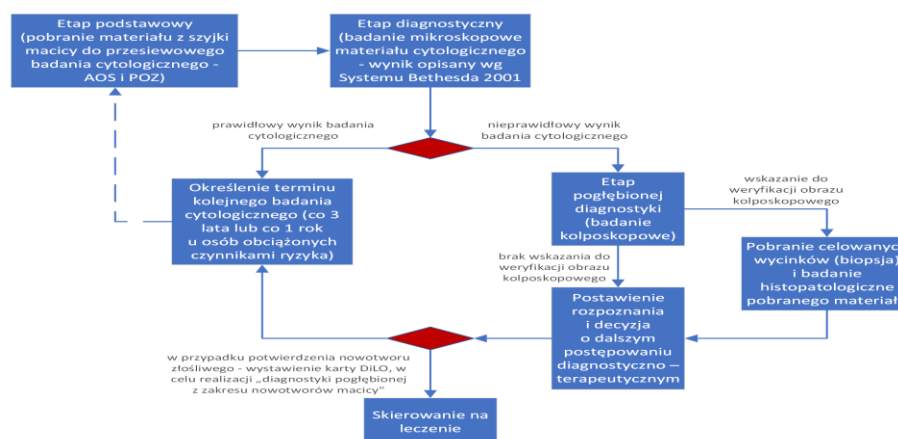 Etap podstawowy
(pobranie materiału z szyjki
macicy do przesiewowego
badania cytologicznego -
AOS i POZ)
Etap diagnostyczny
(badanie mikroskopowe
materiału cytologicznego
- wynik opisany wg
Systemu Bethesda 2001
prawidłowy wynik badania
cytologicznego
nieprawidłowy wynik
badania cytologicznego
Określenie terminu
kolejnego badania
cytologicznego (co 3
lata lub co 1 rok
u osób obciążonych
czynnikami ryzyka)
Etap
pogłębionej
diagnostyki
(badanie
kolposkopowe)
wskazanie do
weryfikacji obrazu
kolposkopowego
Pobranie celowanych
wycinków (biopsja)
i badanie
histopatologiczne
pobranego materiał
brak wskazania do
weryfikacji obrazu
kolposkopowego
Postawienie
rozpoznania
i decyzja
o dalszym
postępowaniu
diagnostyczno –
terapeutycznym
w przypadku potwierdzenia nowotworu
złośliwego - wystawienie karty DiLO, w
celu realizacji „diagnostyki pogłębionej
z zakresu nowotworów macicy”
Skierowanie na
leczenie